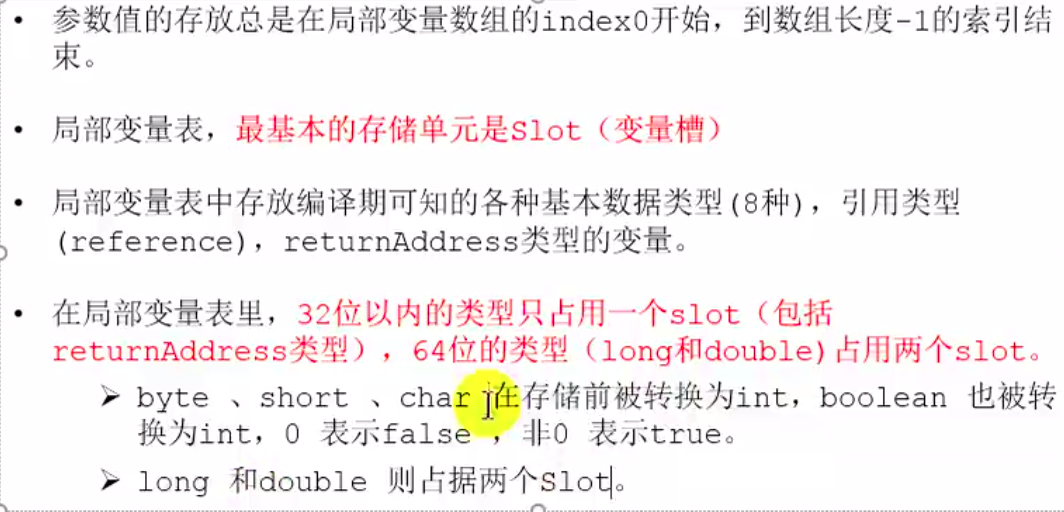 • 参数值的存放总是在局部变量数组的index0开始，到数组长度-1的索引结
束。
• 局部变量表，最基本的存储单元是Slot（变量槽）
• 局部变量表中存放编译期可知的各种基本数据类型(8种)，引用类型
(reference)，returnAddress类型的变量。
• 在局部变量表里，32位以内的类型只占用一个slot（包括
returnAddress类型），64位的类型（long和double)占用两个slot。
➢ byte 、short 、char 在存储前被转换为int，boolean 也被转
换为int，0 表示false ，非0 表示true。
➢ long 和double 则占据两个Slot。